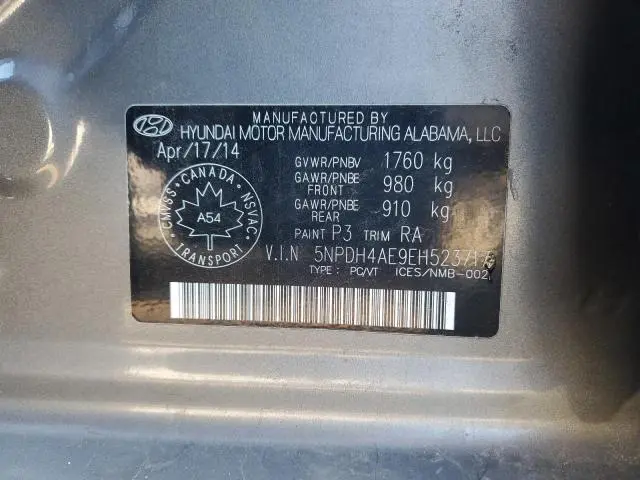 MANUFACTURED BY
HYUNDAI MOTOR MANUFACTURING ALABAMA, LLC
Apr/17/14
GVWR/PNBV 1760 kg
GAWR/PNBE FRONT 980 kg
GAWR/PNBE REAR 910 kg
PAINT P3 TRIM RA
V.I.N 5NPDH4AE9EH523717
TYPE : PC/VT ICES/NMB-002
CANADA
CMVSS
NSVAC
A54
TRANSPORT